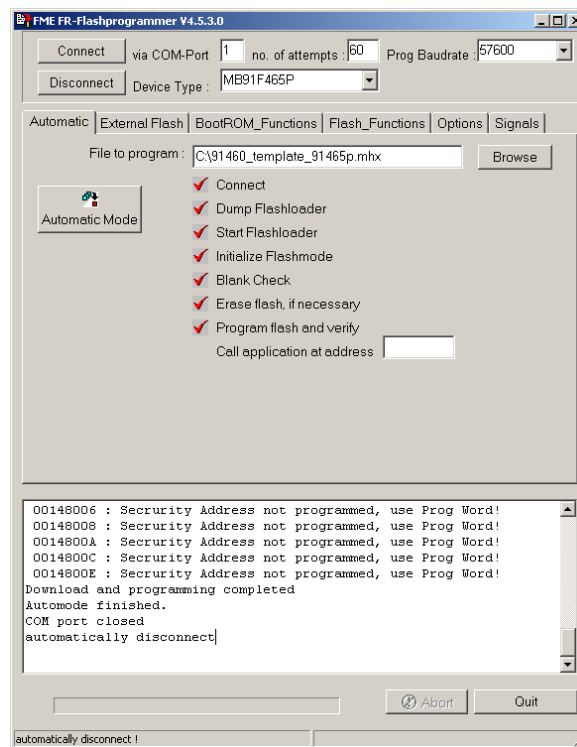 FME FR-Flashprogrammer V4.5.3.0
Connect via COM-Port 1 no. of attempts : 60 Prog Baudrate : 57600
Disconnect Device Type : MB91F465P
Automatic External Flash BootROM_Functions Flash_Functions Options Signals
File to program : C:\91460_template_91465p.mhx Browse
Connect
Automatic Mode
Dump Flashloader
Start Flashloader
Initialize Flashmode
Blank Check
Erase flash, if necessary
Program flash and verify
Call application at address
00148006 : Secrurity Address not programmed, use Prog Word!
00148008 : Secrurity Address not programmed, use Prog Word!
0014800A : Secrurity Address not programmed, use Prog Word!
0014800C : Secrurity Address not programmed, use Prog Word!
0014800E : Secrurity Address not programmed, use Prog Word!
Download and programming completed
Automode finished.
COM port closed
automatically disconnect
Abort Quit
automatically disconnect !